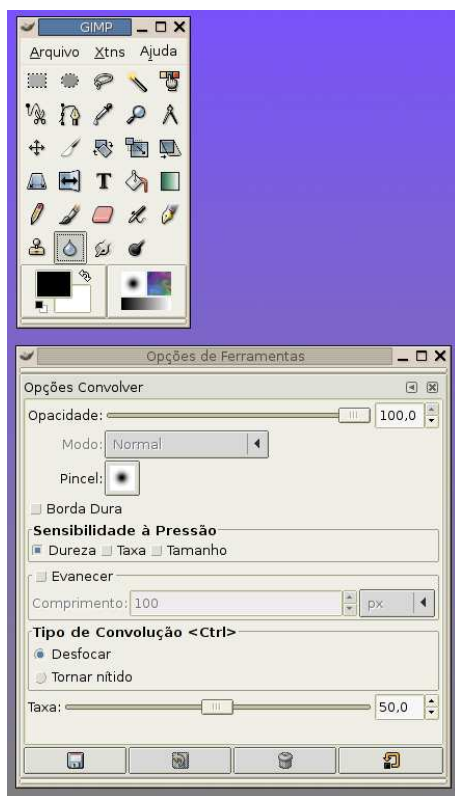 GIMP
Arquivo Xtns Ajuda
T
Opções de Ferramentas
Opções Convolver
Opacidade: 100,0
Modo: Normal
Pincel:
Borda Dura
Sensibilidade à Pressão
Dureza Taxa Tamanho
Evanecer
Comprimento: 100 px
Tipo de Convolução <Ctrl>
Desfocar
Tornar nítido
Taxa: 50,0